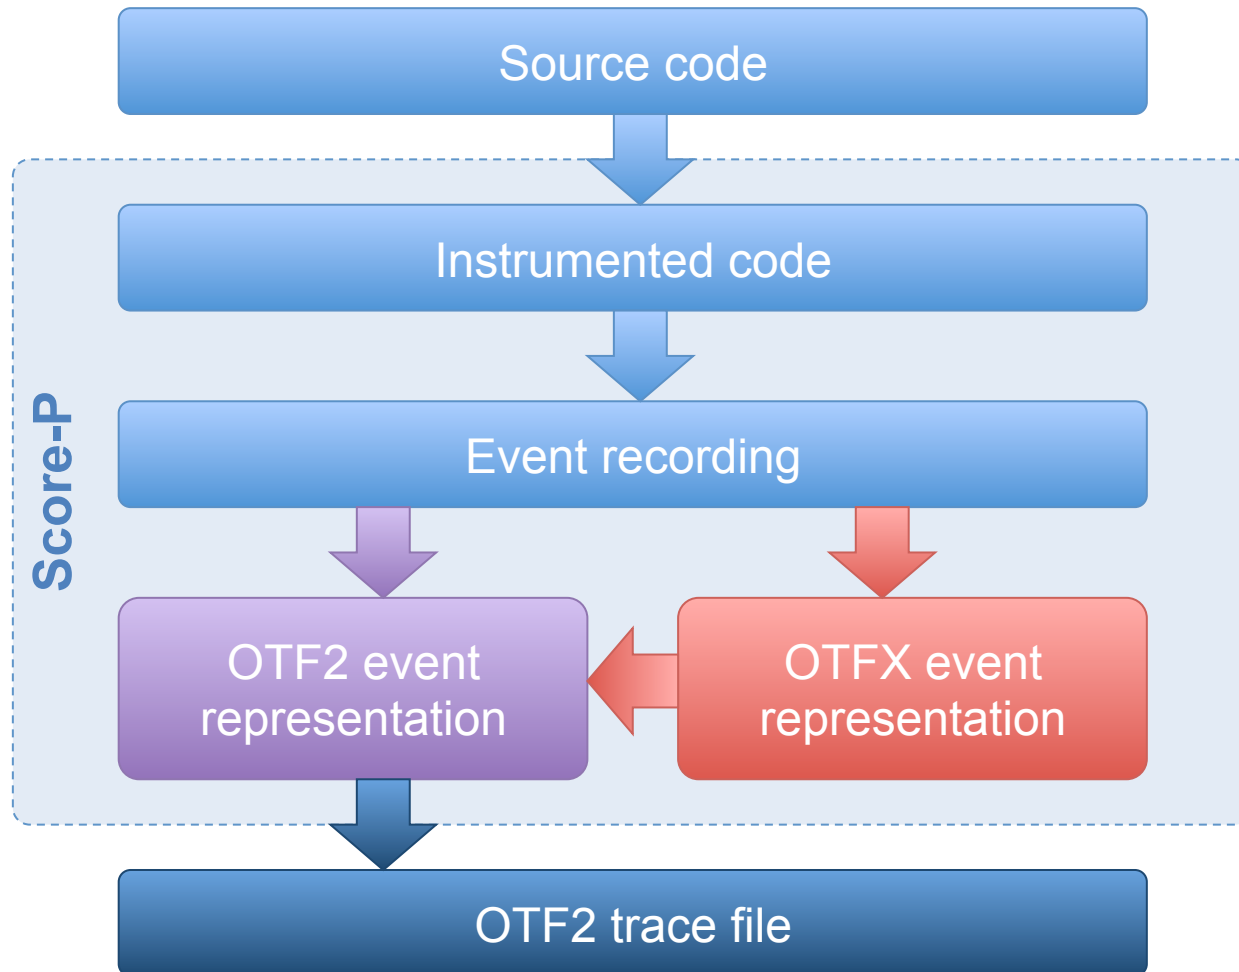 Source code
Instrumented code
Score-P
Event recording
OTF2 event
representation
OTFX event
representation
OTF2 trace file